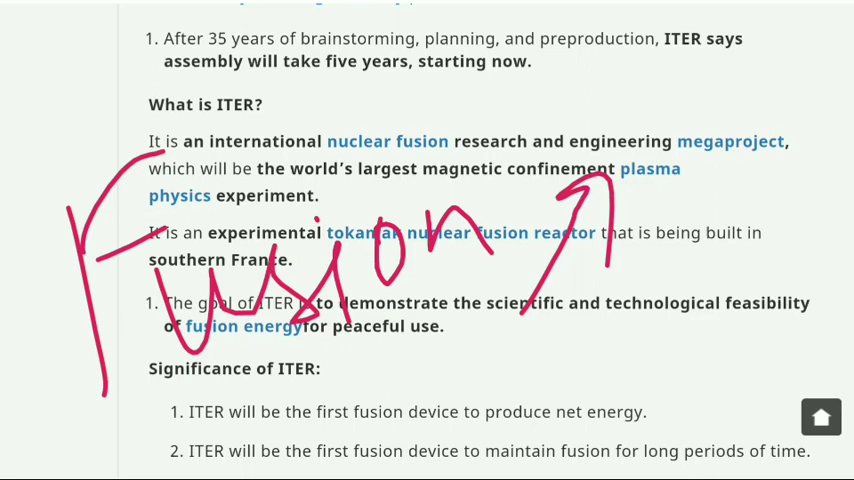 1. After 35 years of brainstorming, planning, and preproduction, ITER says
assembly will take five years, starting now.
What is ITER?
It is an international nuclear fusion research and engineering megaproject,
which will be the world's largest magnetic confinement plasma
physics experiment.
It is an experimental tokamak nuclear fusion reactor that is being built in
southern France.
Fusion
1. The goal of ITER is to demonstrate the scientific and technological feasibility
of fusion energyfor peaceful use.
Significance of ITER:
1. ITER will be the first fusion device to produce net energy.
2. ITER will be the first fusion device to maintain fusion for long periods of time.